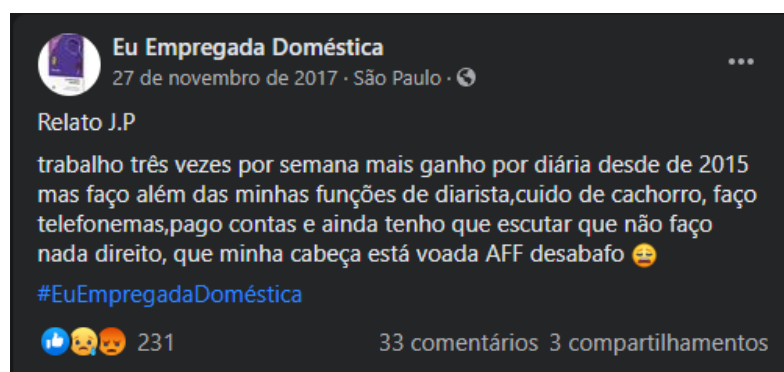 Eu Empregada Doméstica
27 de novembro de 2017 · São Paulo ·
Relato J.P
trabalho três vezes por semana mais ganho por diária desde de 2015
mas faço além das minhas funções de diarista,cuido de cachorro, faço
telefonemas,pago contas e ainda tenho que escutar que não faço
nada direito, que minha cabeça está voada AFF desabafo 😩
#EuEmpregadaDoméstica
231 33 comentários 3 compartilhamentos